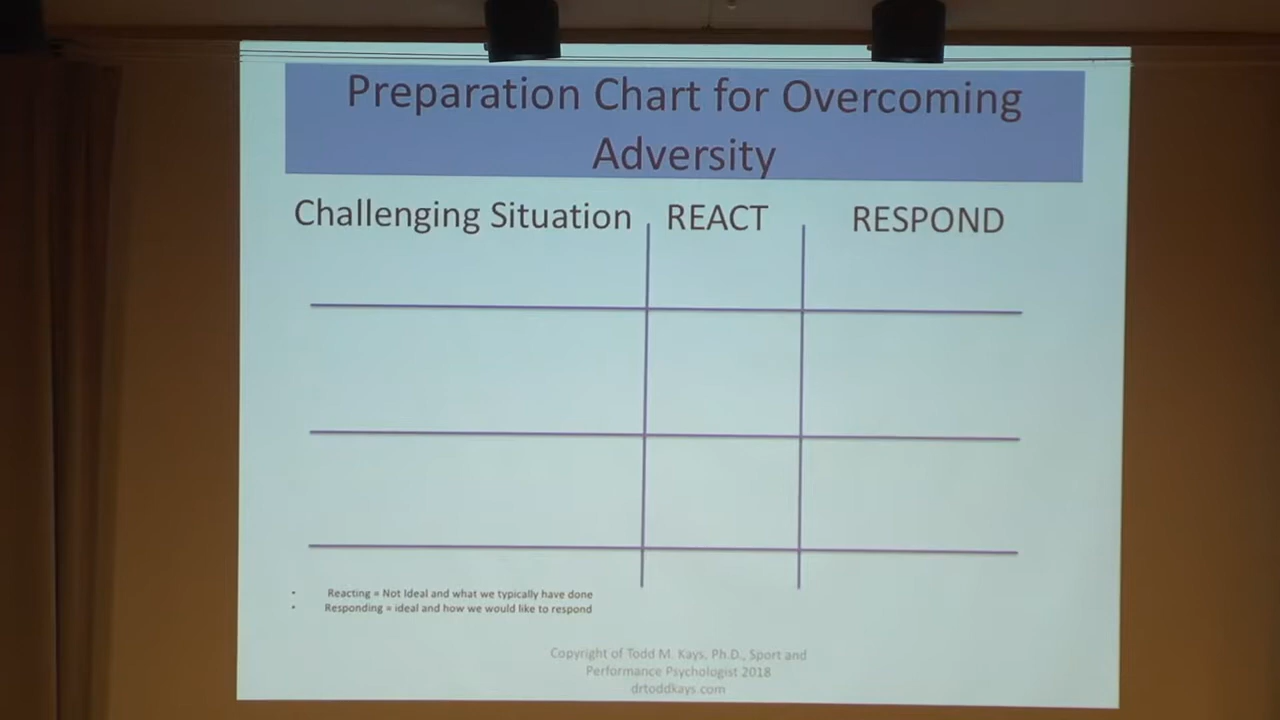 Preparation Chart for Overcoming
Adversity
Challenging Situation REACT RESPOND
• Reacting = Not Ideal and what we typically have done
• Responding = ideal and how we would like to respond
Copyright of Todd M. Kays, Ph.D., Sport and
Performance Psychologist 2018
drtoddkays.com